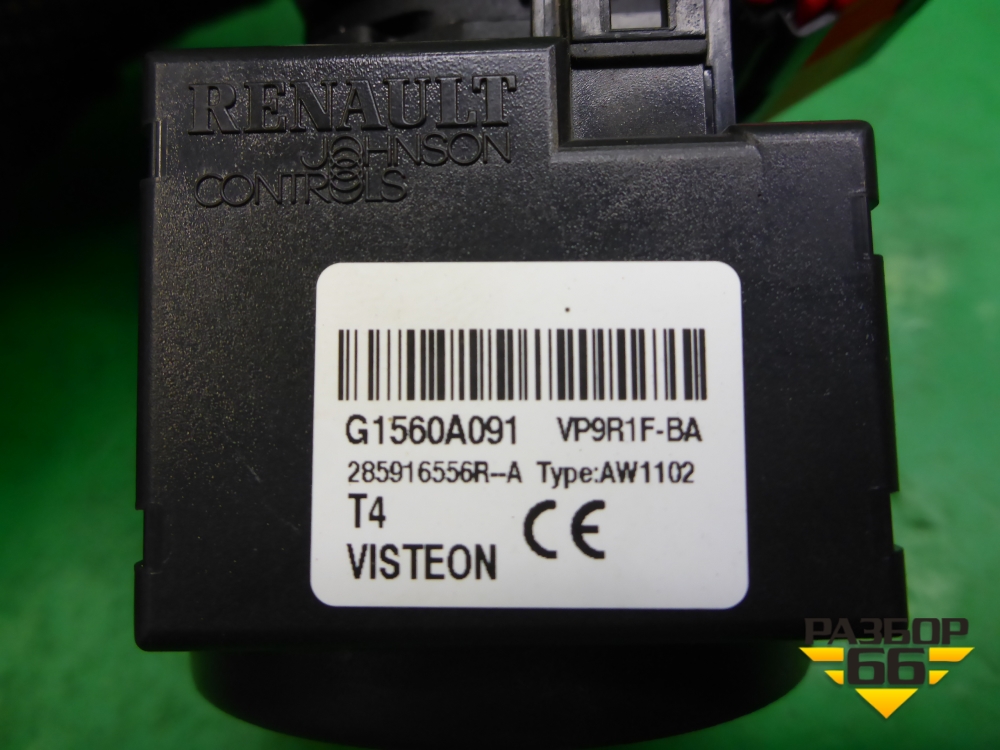 RENAULT
JOHNSON
CONTROLS
G1560A091 VP9R1F-BA
285916556R--A Type:AW1102
T4
CE
VISTEON
РАЗБОР
66